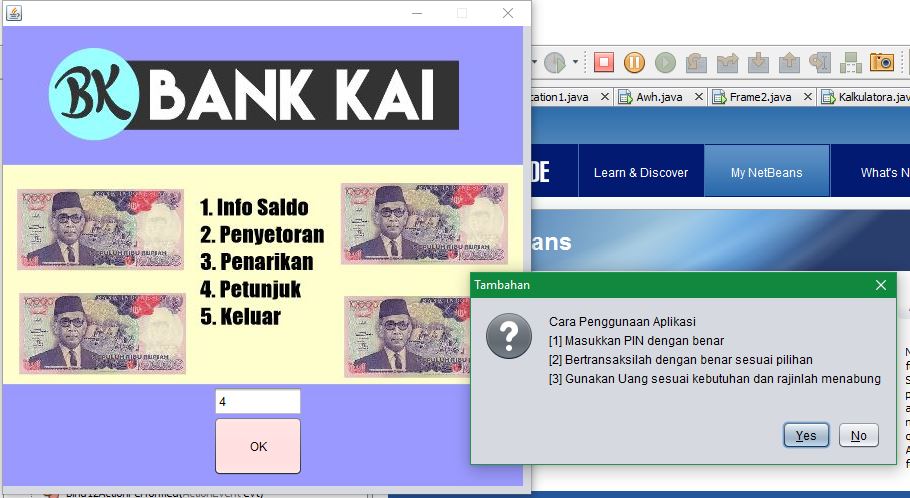 BK BANK KAI
1. Info Saldo
2. Penyetoran
3. Penarikan
4. Petunjuk
5. Keluar
4
OK
cation1.java
Awh.java
Frame2.java
Kalkulatora.jav
DE
Learn & Discover
My NetBeans
What's N
ans
Tambahan
Cara Penggunaan Aplikasi
[1] Masukkan PIN dengan benar
[2] Bertransaksilah dengan benar sesuai pilihan
[3] Gunakan Uang sesuai kebutuhan dan rajinlah menabung
Yes
No